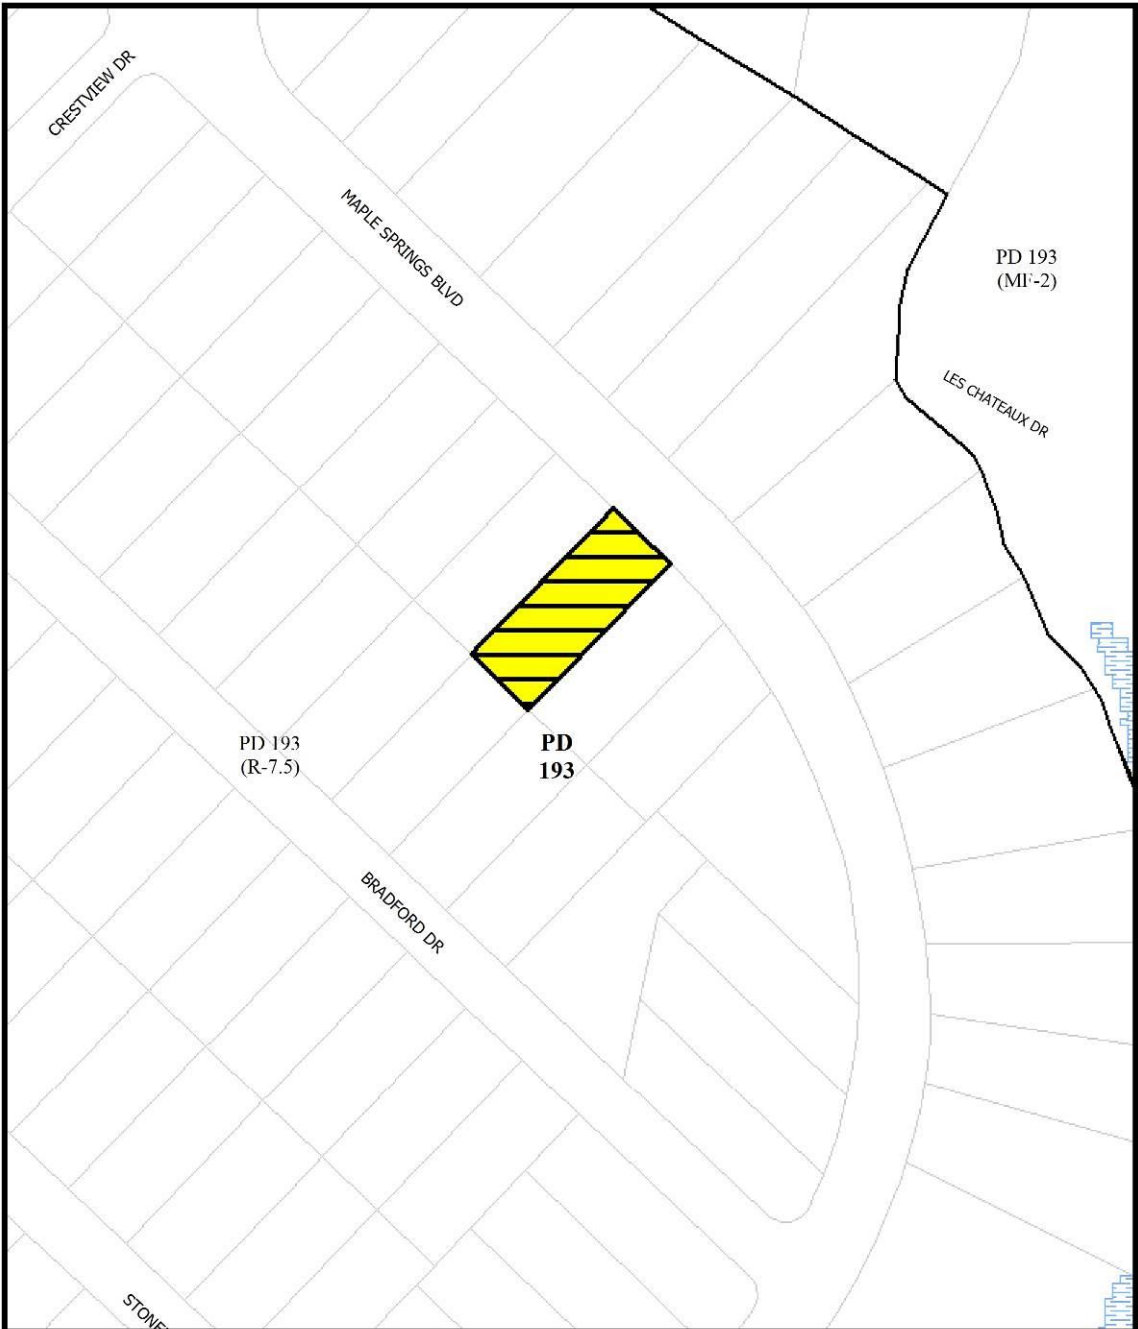 CRESTVIEW DR
MAPLE SPRINGS BLVD
PD 193
(MF-2)
LES CHATEAUX DR
PD 193
(R-7.5)
PD
193
BRADFORD DR